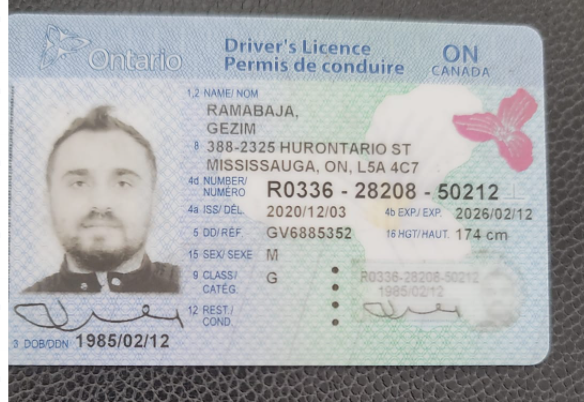 Ontario
Driver's Licence
Permis de conduire
ON
CANADA
1,2 NAME/ NOM
RAMABAJA,
GEZIM
8 388-2325 HURONTARIO ST
MISSISSAUGA, ON, L5A 4C7
4d NUMBER/ NUMÉRO R0336 - 28208 - 50212
4a ISS/ DÉL. 2020/12/03 4b EXP./ EXP. 2026/02/12
5 DD/ RÉF. GV6885352 16 HGT/HAUT. 174 cm
15 SEX/ SEXE M
9 CLASS/ CATÉG. G
12 REST./ COND.
R0336-28208-50212
1985/02/12
3 DOB/DDN 1985/02/12